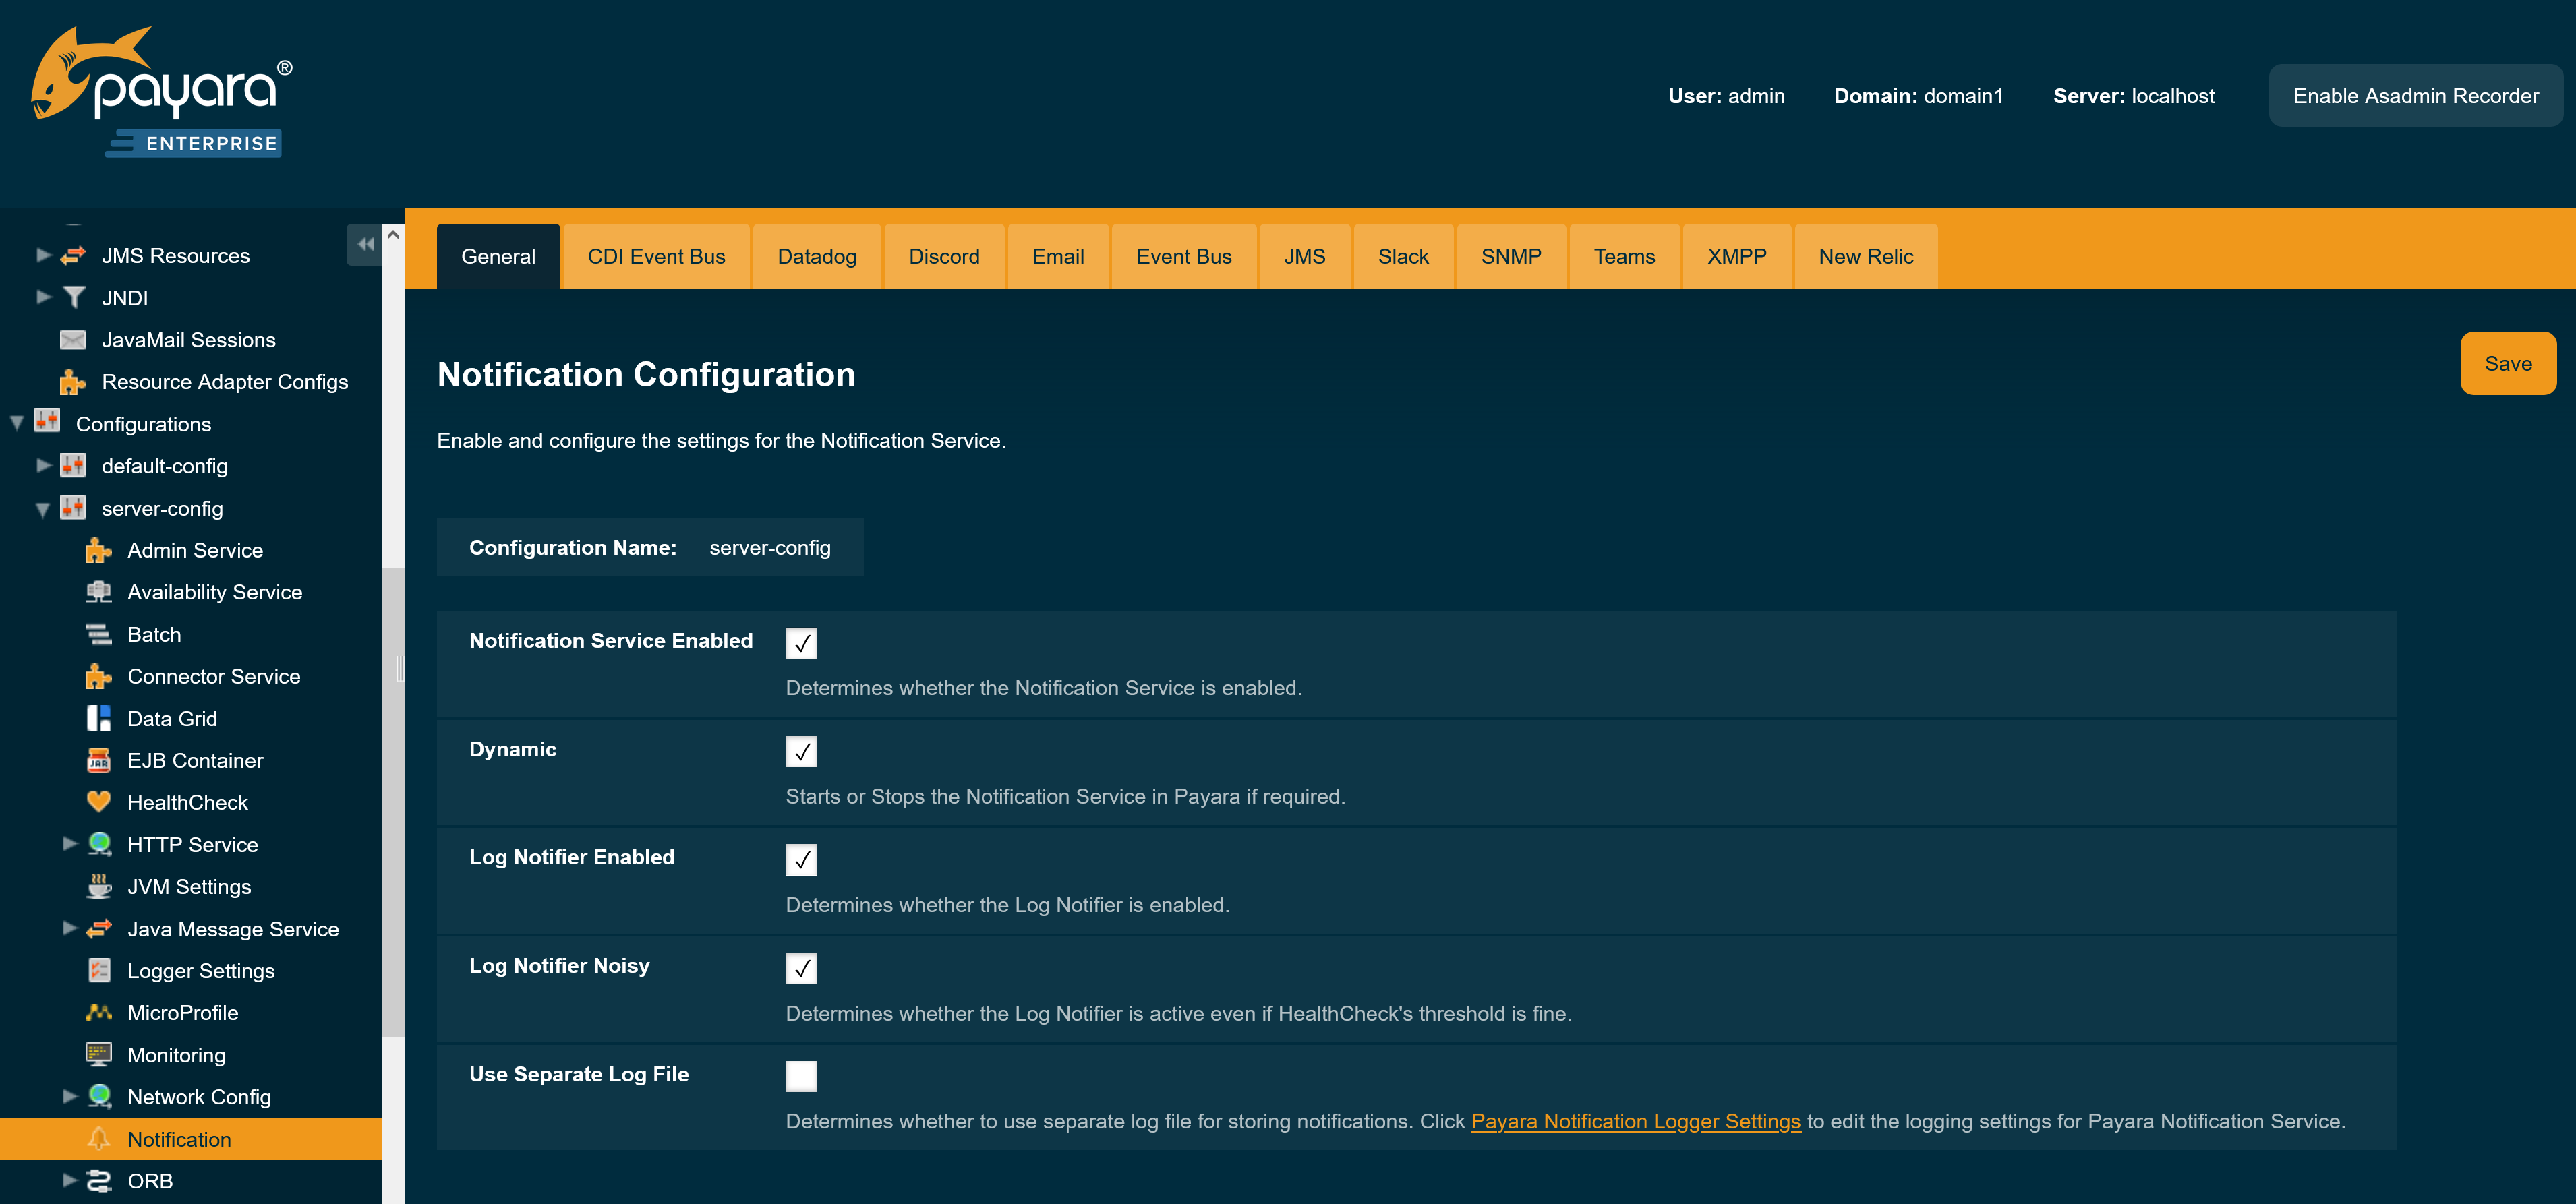 payara®
ENTERPRISE
User: admin
Domain: domain1
Server: localhost
Enable Asadmin Recorder
JMS Resources
JNDI
JavaMail Sessions
Resource Adapter Configs
Configurations
default-config
server-config
Admin Service
Availability Service
Batch
Connector Service
Data Grid
EJB Container
HealthCheck
HTTP Service
JVM Settings
Java Message Service
Logger Settings
MicroProfile
Monitoring
Network Config
Notification
ORB
General
CDI Event Bus
Datadog
Discord
Email
Event Bus
JMS
Slack
SNMP
Teams
XMPP
New Relic
Notification Configuration
Save
Enable and configure the settings for the Notification Service.
Configuration Name: server-config
Notification Service Enabled
Determines whether the Notification Service is enabled.
Dynamic
Starts or Stops the Notification Service in Payara if required.
Log Notifier Enabled
Determines whether the Log Notifier is enabled.
Log Notifier Noisy
Determines whether the Log Notifier is active even if HealthCheck's threshold is fine.
Use Separate Log File
Determines whether to use separate log file for storing notifications. Click Payara Notification Logger Settings to edit the logging settings for Payara Notification Service.